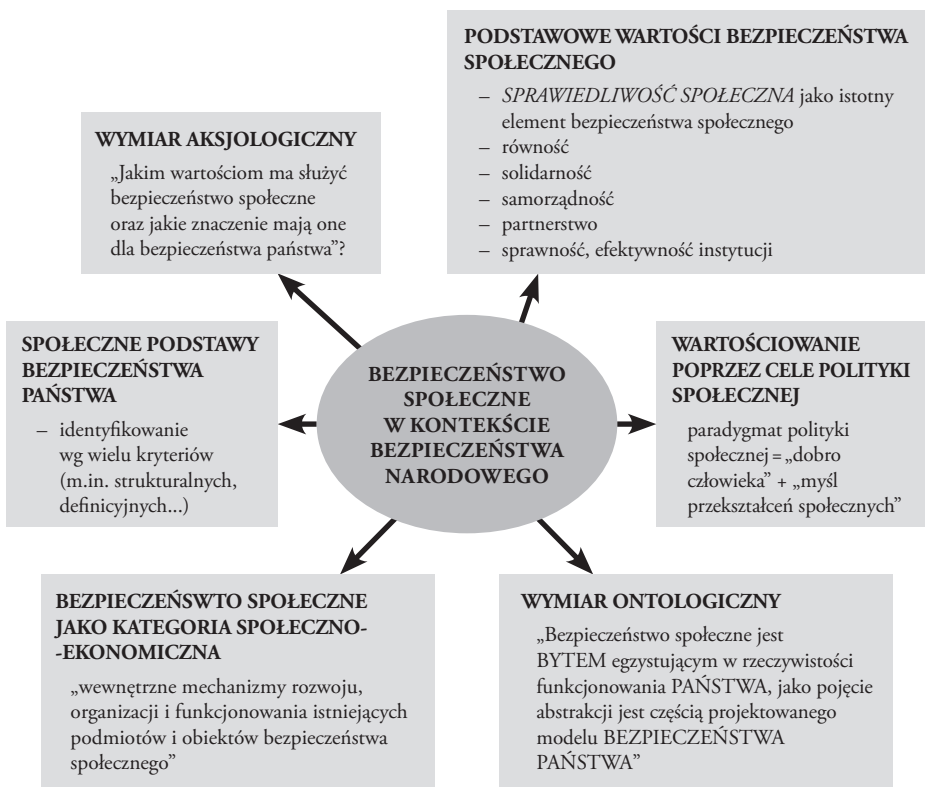 PODSTAWOWE WARTOŚCI BEZPIECZEŃSTWA
SPOŁECZNEGO
– SPRAWIEDLIWOŚĆ SPOŁECZNA jako istotny
element bezpieczeństwa społecznego
– równość
– solidarność
– samorządność
– partnerstwo
– sprawność, efektywność instytucji
WYMIAR AKSJOLOGICZNY
„Jakim wartościom ma służyć
bezpieczeństwo społeczne
oraz jakie znaczenie mają one
dla bezpieczeństwa państwa”?
SPOŁECZNE PODSTAWY
BEZPIECZEŃSTWA
PAŃSTWA
– identyfikowanie
wg wielu kryteriów
(m.in. strukturalnych,
definicyjnych...)
BEZPIECZEŃSTWO
SPOŁECZNE
W KONTEKŚCIE
BEZPIECZEŃSTWA
NARODOWEGO
WARTOŚCIOWANIE
POPRZEZ CELE POLITYKI
SPOŁECZNEJ
paradygmat polityki
społecznej = „dobro
człowieka” + „myśl
przekształceń społecznych”
BEZPIECZEŃSWTO SPOŁECZNE
JAKO KATEGORIA SPOŁECZNO-
-EKONOMICZNA
„wewnętrzne mechanizmy rozwoju,
organizacji i funkcjonowania istniejących
podmiotów i obiektów bezpieczeństwa
społecznego”
WYMIAR ONTOLOGICZNY
„Bezpieczeństwo społeczne jest
BYTEM egzystującym w rzeczywistości
funkcjonowania PAŃSTWA, jako pojęcie
abstrakcji jest częścią projektowanego
modelu BEZPIECZEŃSTWA
PAŃSTWA”